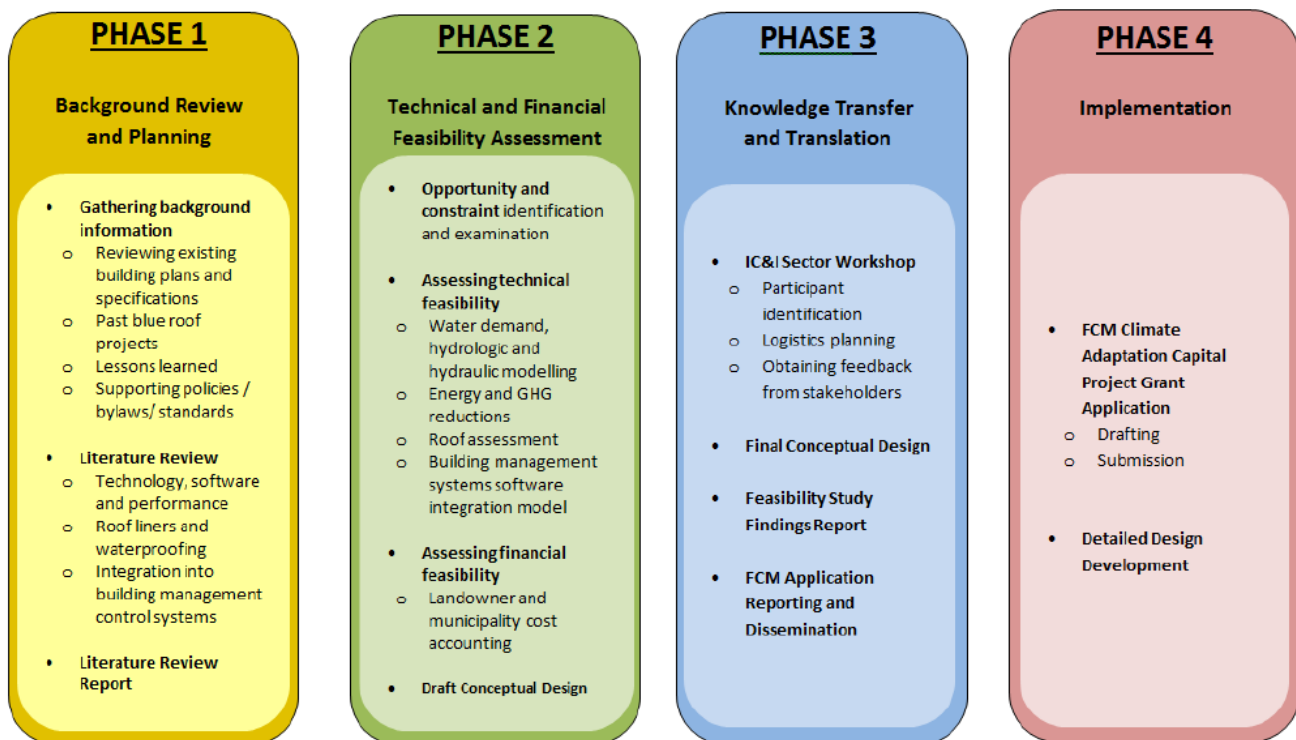 PHASE 1
Background Review
and Planning
• Gathering background
information
o Reviewing existing
building plans and
specifications
o Past blue roof
projects
o Lessons learned
o Supporting policies /
bylaws/ standards
• Literature Review
o Technology, software
and performance
o Roof liners and
waterproofing
o Integration into
building management
control systems
• Literature Review
Report
PHASE 2
Technical and Financial
Feasibility Assessment
• Opportunity and
constraint identification
and examination
• Assessing technical
feasibility
o Water demand,
hydrologic and
hydraulic modelling
o Energy and GHG
reductions
o Roof assessment
o Building management
systems software
integration model
• Assessing financial
feasibility
o Landowner and
municipality cost
accounting
• Draft Conceptual Design
PHASE 3
Knowledge Transfer
and Translation
• IC&I Sector Workshop
o Participant
identification
o Logistics planning
o Obtaining feedback
from stakeholders
• Final Conceptual Design
• Feasibility Study
Findings Report
• FCM Application
Reporting and
Dissemination
PHASE 4
Implementation
• FCM Climate
Adaptation Capital
Project Grant
Application
o Drafting
o Submission
• Detailed Design
Development